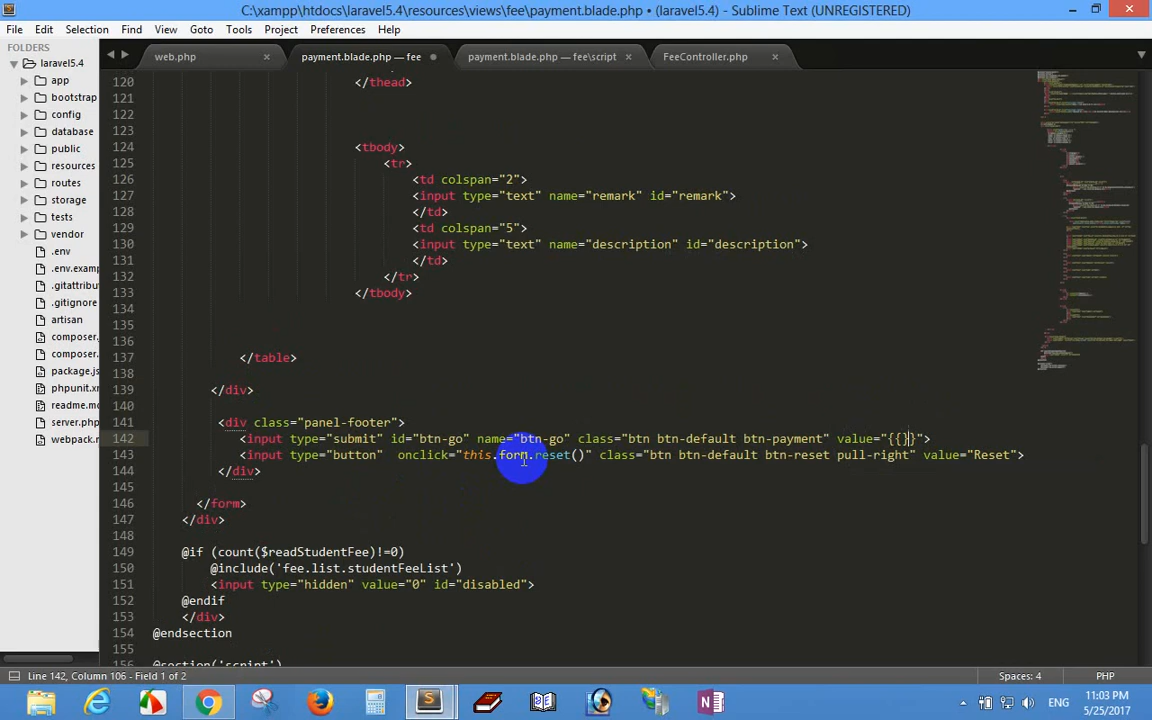 C:\xampp\htdocs\laravel5.4\resources\views\fee\payment.blade.php • (laravel5.4) - Sublime Text (UNREGISTERED)
File Edit Selection Find View Goto Tools Project Preferences Help
FOLDERS
laravel5.4
app
bootstrap
config
database
public
resources
routes
storage
tests
vendor
.env
.env.examp
.gitattribut
.gitignore
artisan
composer.
composer.
package.js
phpunit.xm
readme.mc
server.php
webpack.m
web.php × payment.blade.php — fee • payment.blade.php — fee\script × FeeController.php ×
120 </thead>
121
122
123
124 <tbody>
125 <tr>
126 <td colspan="2">
127 <input type="text" name="remark" id="remark">
128 </td>
129 <td colspan="5">
130 <input type="text" name="description" id="description">
131 </td>
132 </tr>
133 </tbody>
134
135
136
137 </table>
138
139 </div>
140
141 <div class="panel-footer">
142 <input type="submit" id="btn-go" name="btn-go" class="btn btn-default btn-payment" value="{{}}">
143 <input type="button" onclick="this.form.reset()" class="btn btn-default btn-reset pull-right" value="Reset">
144 </div>
145
146 </form>
147 </div>
148
149 @if (count($readStudentFee)!=0)
150 @include('fee.list.studentFeeList')
151 <input type="hidden" value="0" id="disabled">
152 @endif
153 </div>
154 @endsection
155
156 @section('script')
Line 142, Column 106 - Field 1 of 2 Spaces: 4 PHP
ENG 11:03 PM
5/25/2017